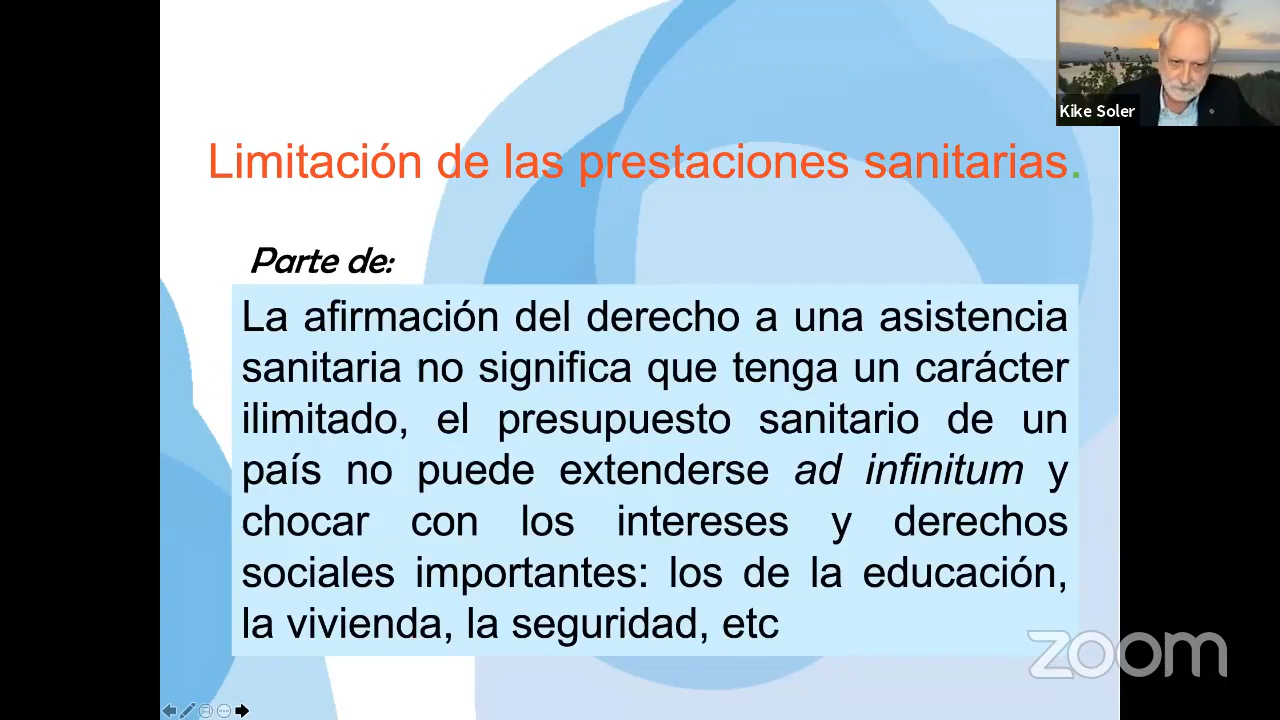 Kike Soler
Limitación de las prestaciones sanitarias.
Parte de:
La afirmación del derecho a una asistencia
sanitaria no significa que tenga un carácter
ilimitado, el presupuesto sanitario de un
país no puede extenderse ad infinitum y
chocar con los intereses y derechos
sociales importantes: los de la educación,
la vivienda, la seguridad, etc
zoom